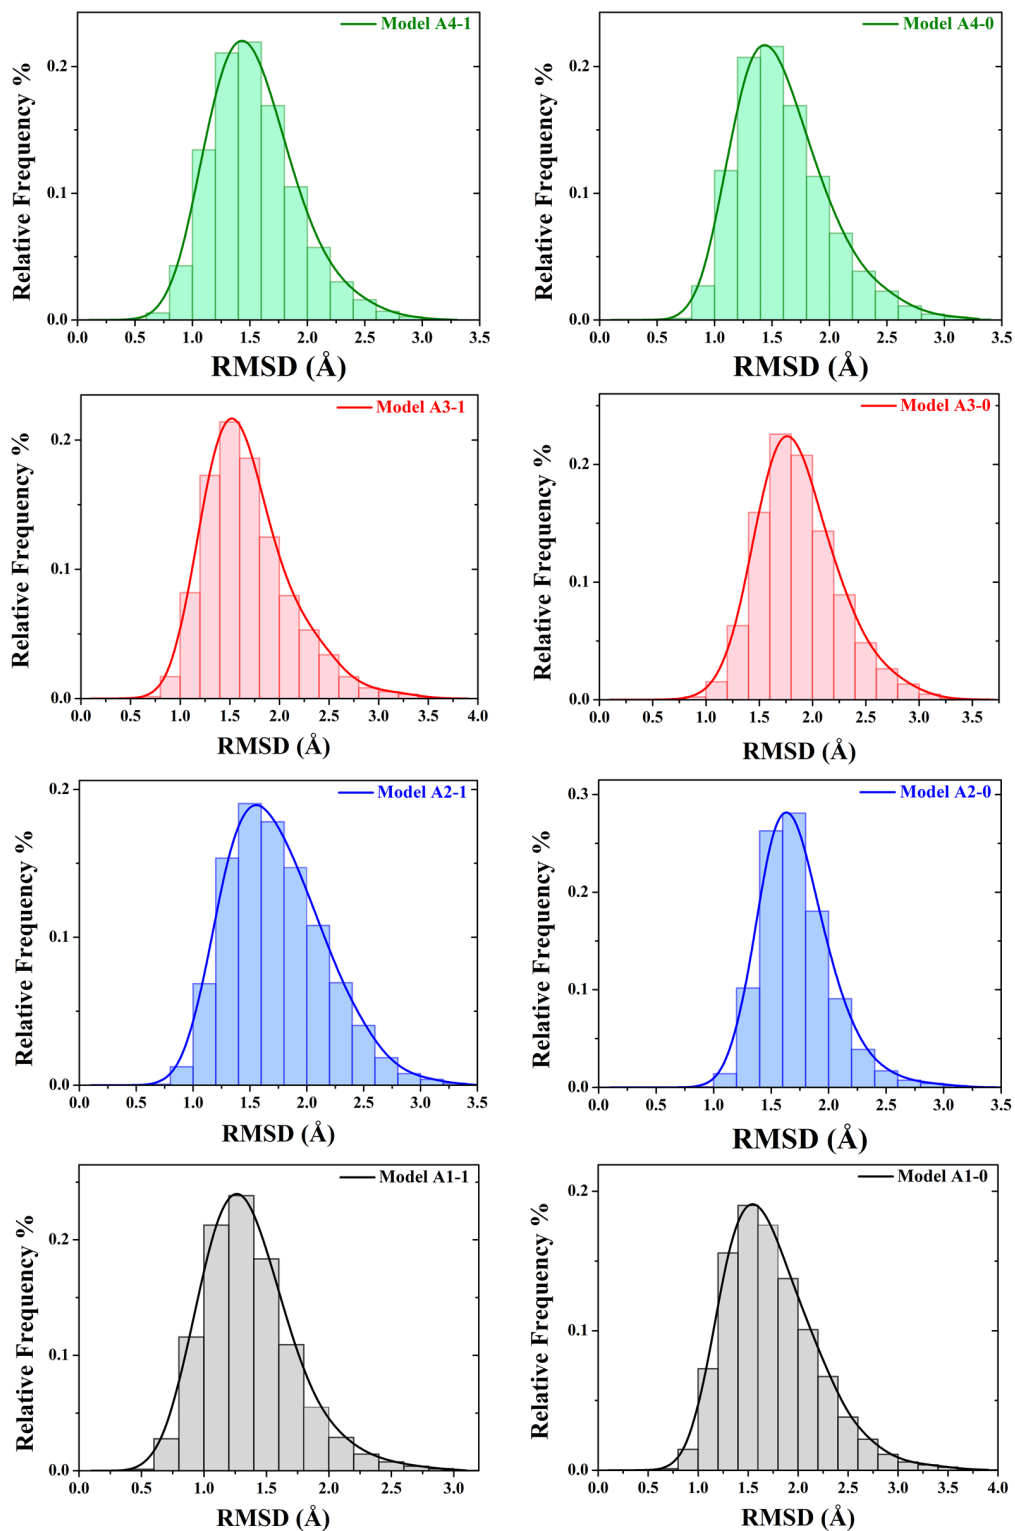 Model A4-1
Relative Frequency %
0.2
0.1
0.0
0.0 0.5 1.0 1.5 2.0 2.5 3.0 3.5
RMSD (Å)
Model A4-0
Relative Frequency %
0.2
0.1
0.0
0.0 0.5 1.0 1.5 2.0 2.5 3.0 3.5
RMSD (Å)
Model A3-1
Relative Frequency %
0.2
0.1
0.0
0.0 0.5 1.0 1.5 2.0 2.5 3.0 3.5 4.0
RMSD (Å)
Model A3-0
Relative Frequency %
0.2
0.1
0.0
0.0 0.5 1.0 1.5 2.0 2.5 3.0 3.5
RMSD (Å)
Model A2-1
Relative Frequency %
0.2
0.1
0.0
0.0 0.5 1.0 1.5 2.0 2.5 3.0 3.5
RMSD (Å)
Model A2-0
Relative Frequency %
0.3
0.2
0.1
0.0
0.0 0.5 1.0 1.5 2.0 2.5 3.0 3.5
RMSD (Å)
Model A1-1
Relative Frequency %
0.2
0.1
0.0
0.0 0.5 1.0 1.5 2.0 2.5 3.0
RMSD (Å)
Model A1-0
Relative Frequency %
0.2
0.1
0.0
0.0 0.5 1.0 1.5 2.0 2.5 3.0 3.5 4.0
RMSD (Å)